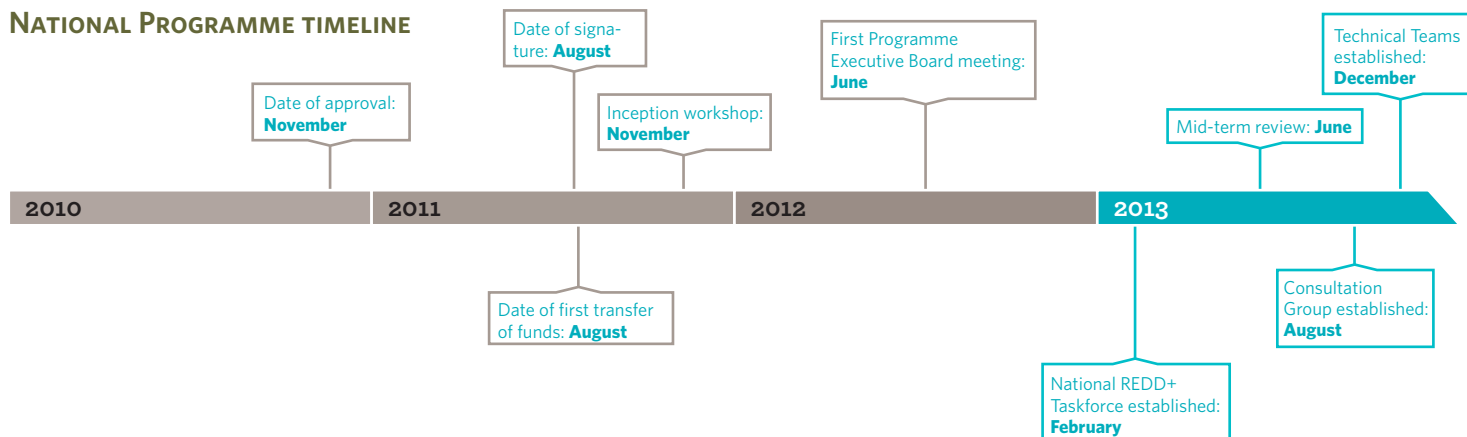 NATIONAL PROGRAMME TIMELINE
Date of approval:
November
Date of signa-
ture: August
Inception workshop:
November
First Programme
Executive Board meeting:
June
Mid-term review: June
Technical Teams
established:
December
2010
2011
2012
2013
Date of first transfer
of funds: August
National REDD+
Taskforce established:
February
Consultation
Group established:
August